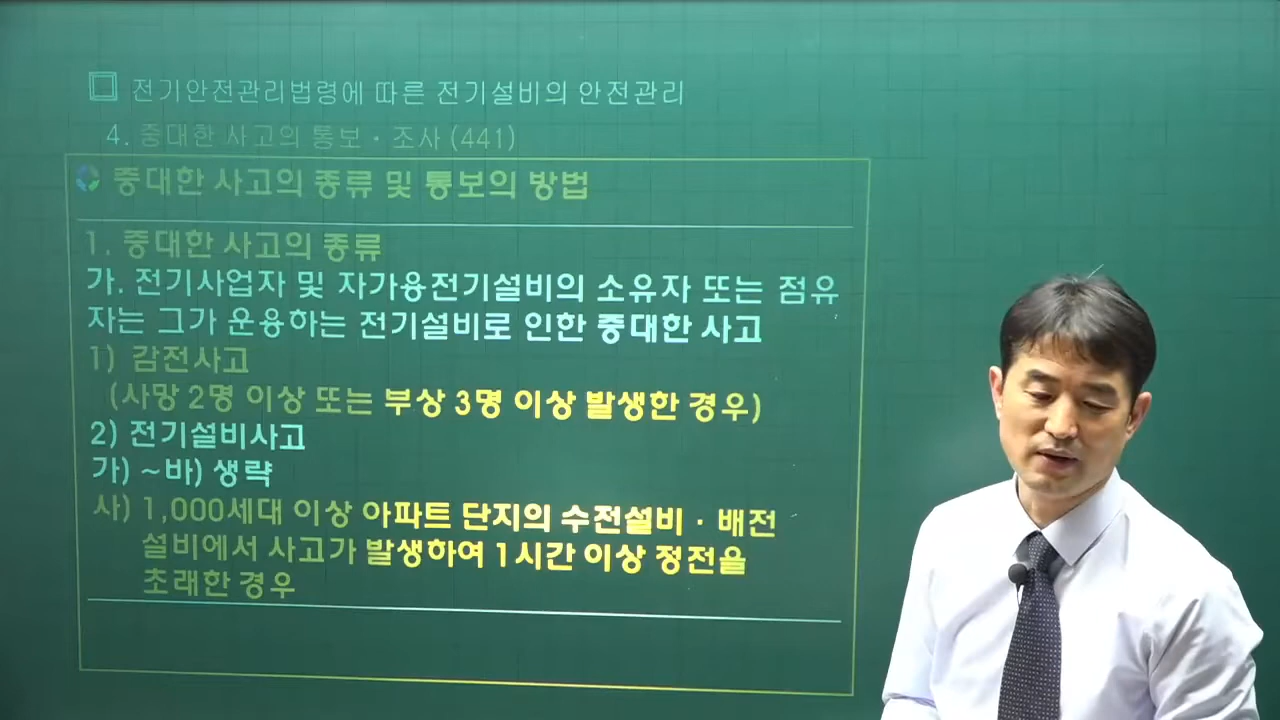 전기안전관리법령에 따른 전기설비의 안전관리
4. 중대한 사고의 통보·조사 (441)
중대한 사고의 종류 및 통보의 방법
1. 중대한 사고의 종류
가. 전기사업자 및 자가용전기설비의 소유자 또는 점유
자는 그가 운용하는 전기설비로 인한 중대한 사고
1) 감전사고
(사망 2명 이상 또는 부상 3명 이상 발생한 경우)
2) 전기설비사고
가) ~바) 생략
사) 1,000세대 이상 아파트 단지의 수전설비·배전
설비에서 사고가 발생하여 1시간 이상 정전을
초래한 경우